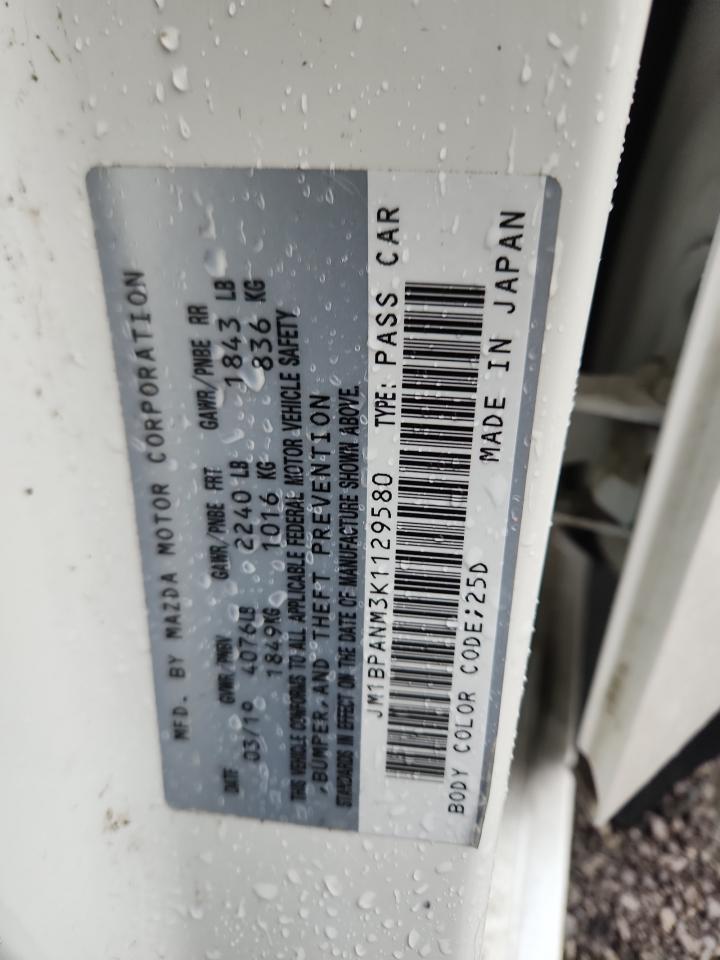 MFD. BY MAZDA MOTOR CORPORATION
DATE GVWR/PNBV GAWR/PNBE FRT GAWR/PNBE RR
03/19 4076LB 2240 LB 1843 LB
1849KG 1016 KG 836 KG
THIS VEHICLE CONFORMS TO ALL APPLICABLE FEDERAL MOTOR VEHICLE SAFETY
,BUMPER,AND THEFT PREVENTION
STANDARDS IN EFFECT ON THE DATE OF MANUFACTURE SHOWN ABOVE.
JM1BPANM3K1129580 TYPE: PASS CAR
BODY COLOR CODE;25D MADE IN JAPAN